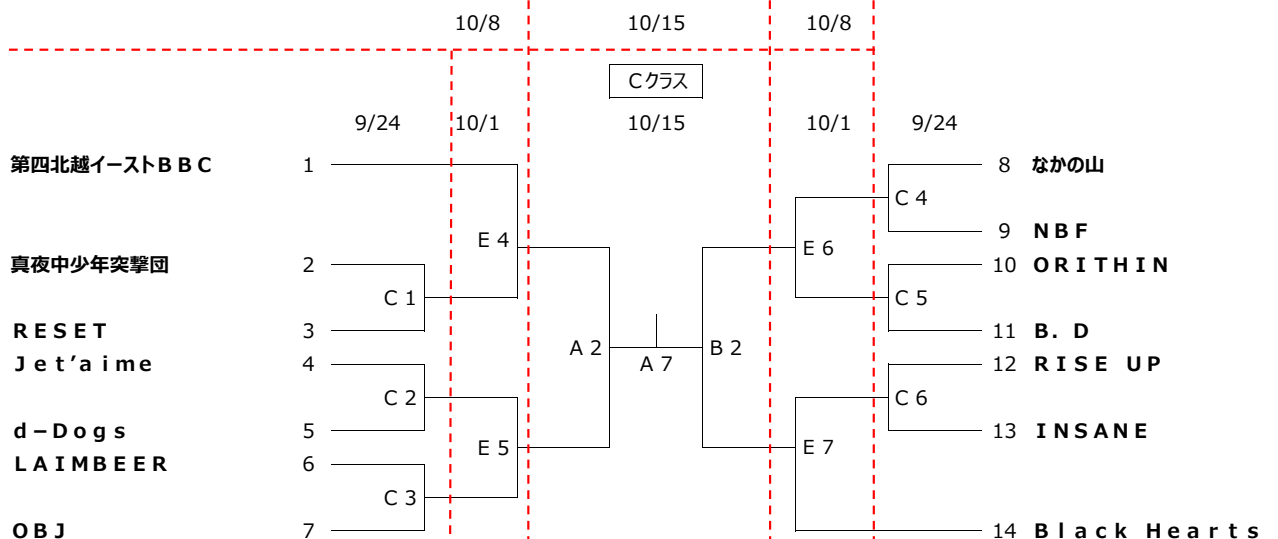 10/8 10/15 10/8
Cクラス
9/24 10/1 10/15 10/1 9/24
第四北越イーストＢＢＣ 1 8 なかの山
C 4
E 4 9 ＮＢＦ
E 6
真夜中少年突撃団 2 10 ＯＲＩＴＨＩＮ
C 1 C 5
ＲＥＳＥＴ 3 11 Ｂ．Ｄ
A 2 B 2
Ｊｅｔ’ａｉｍｅ 4 A 7 12 ＲＩＳＥ ＵＰ
C 2 C 6
ｄ－Ｄｏｇｓ 5 13 ＩＮＳＡＮＥ
E 5 E 7
ＬＡＩＭＢＥＥＲ 6
C 3
ＯＢＪ 7 14 Ｂｌａｃｋ Ｈｅａｒｔｓ